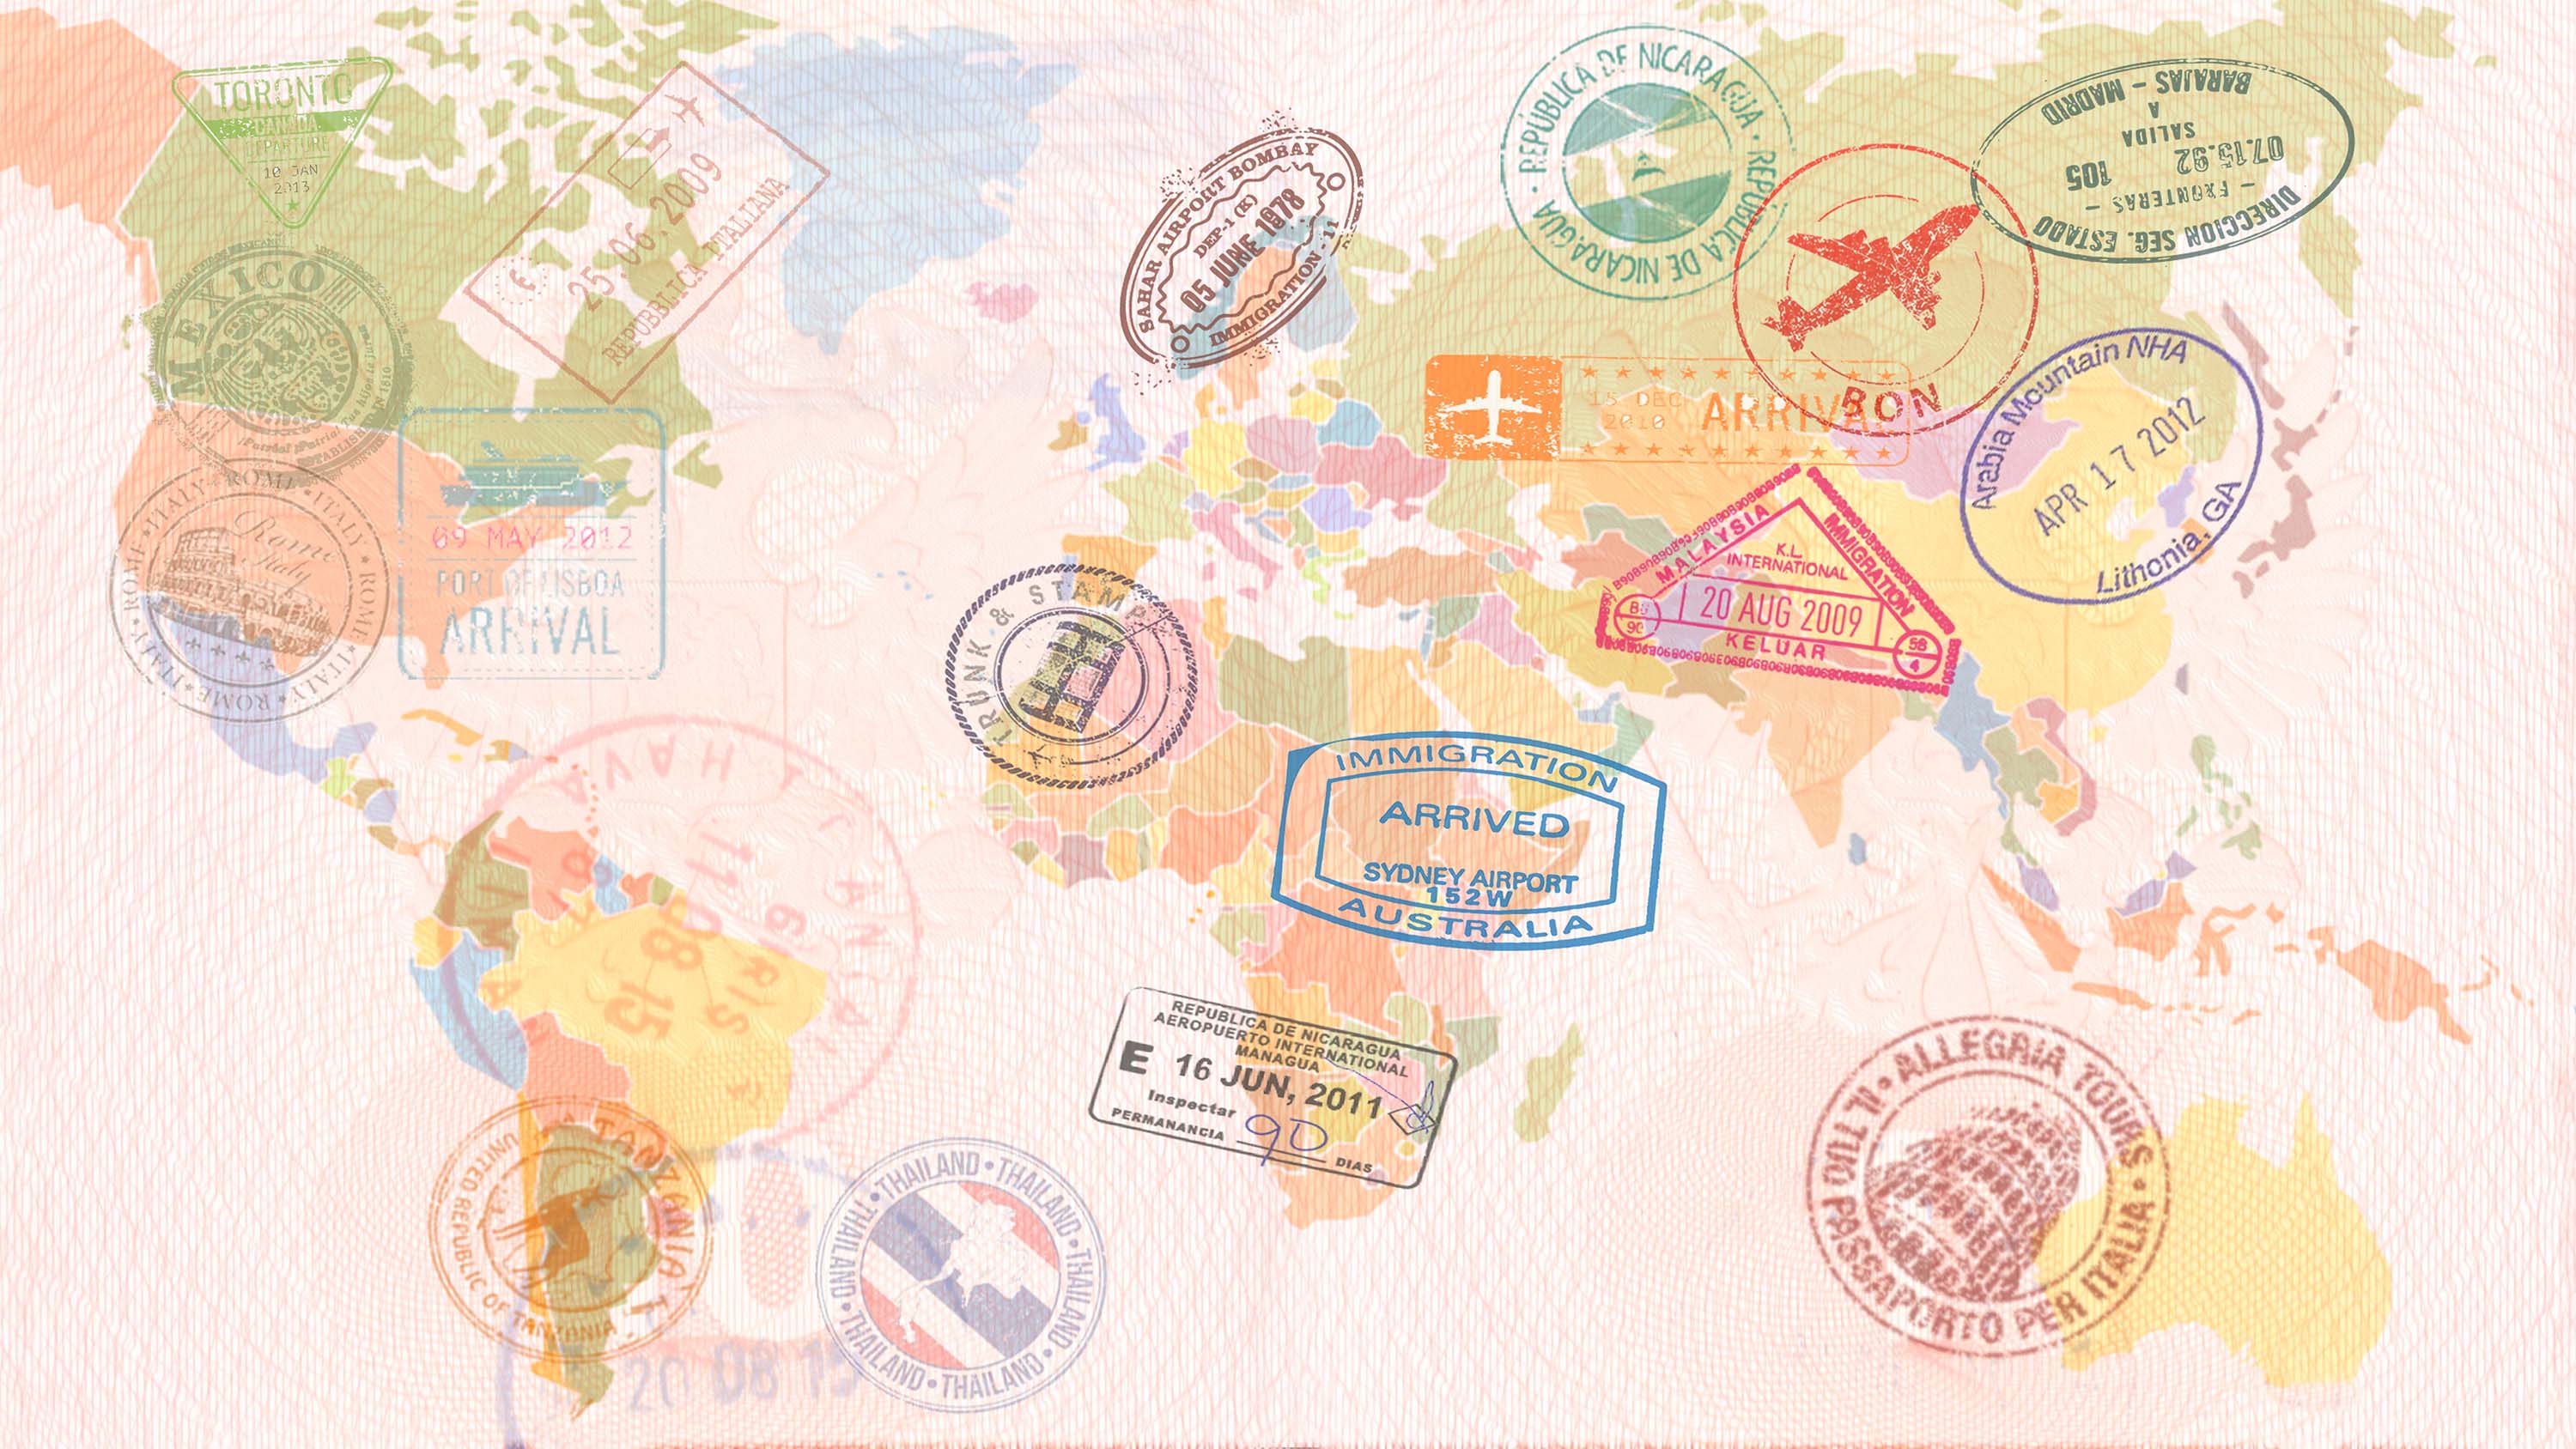 TORONTO
CANADA
DEPARTURE
10 JAN
2013
25.06.2009
REPUBBLICA ITALIANA
MEXICO
ROME • ITALY • ROME • ITALY • ROME • ITALY • ROME • ITALY
Rome
Italy
09 MAY 2012
PORT OF LISBOA
ARRIVAL
SAHAR AIRPORT BOMBAY
DEP-1 (K)
05 JUNE 1978
IMMIGRATION - 11
REPÚBLICA DE NICARAGUA • REPÚBLICA DE NICARAGUA •
BON
DIRECCION SEG. ESTADO
- FRONTERAS -
07.15.92 105
SALIDA
A
BARAJAS - MADRID
15 DEC
2010
ARRIVAL
Arabia Mountain NHA
APR 17 2012
Lithonia, GA
MALAYSIA
IMMIGRATION
K.L.
INTERNATIONAL
20 AUG 2009
KELUAR
90
58
4
TRUNK & STAMP
IMMIGRATION
ARRIVED
SYDNEY AIRPORT
152W
AUSTRALIA
REPUBLICA DE NICARAGUA
AEROPUERTO INTERNATIONAL
MANAGUA
E 16 JUN, 2011
Inspectar
PERMANANCIA 90 DIAS
TANZANIA
UNITED REPUBLIC OF TANZANIA
THAILAND • THAILAND • THAILAND • THAILAND • THAILAND • THAILAND •
20 08 15
ALLEGRIA TOURS •
IL TUO PASSAPORTO PER ITALIA •